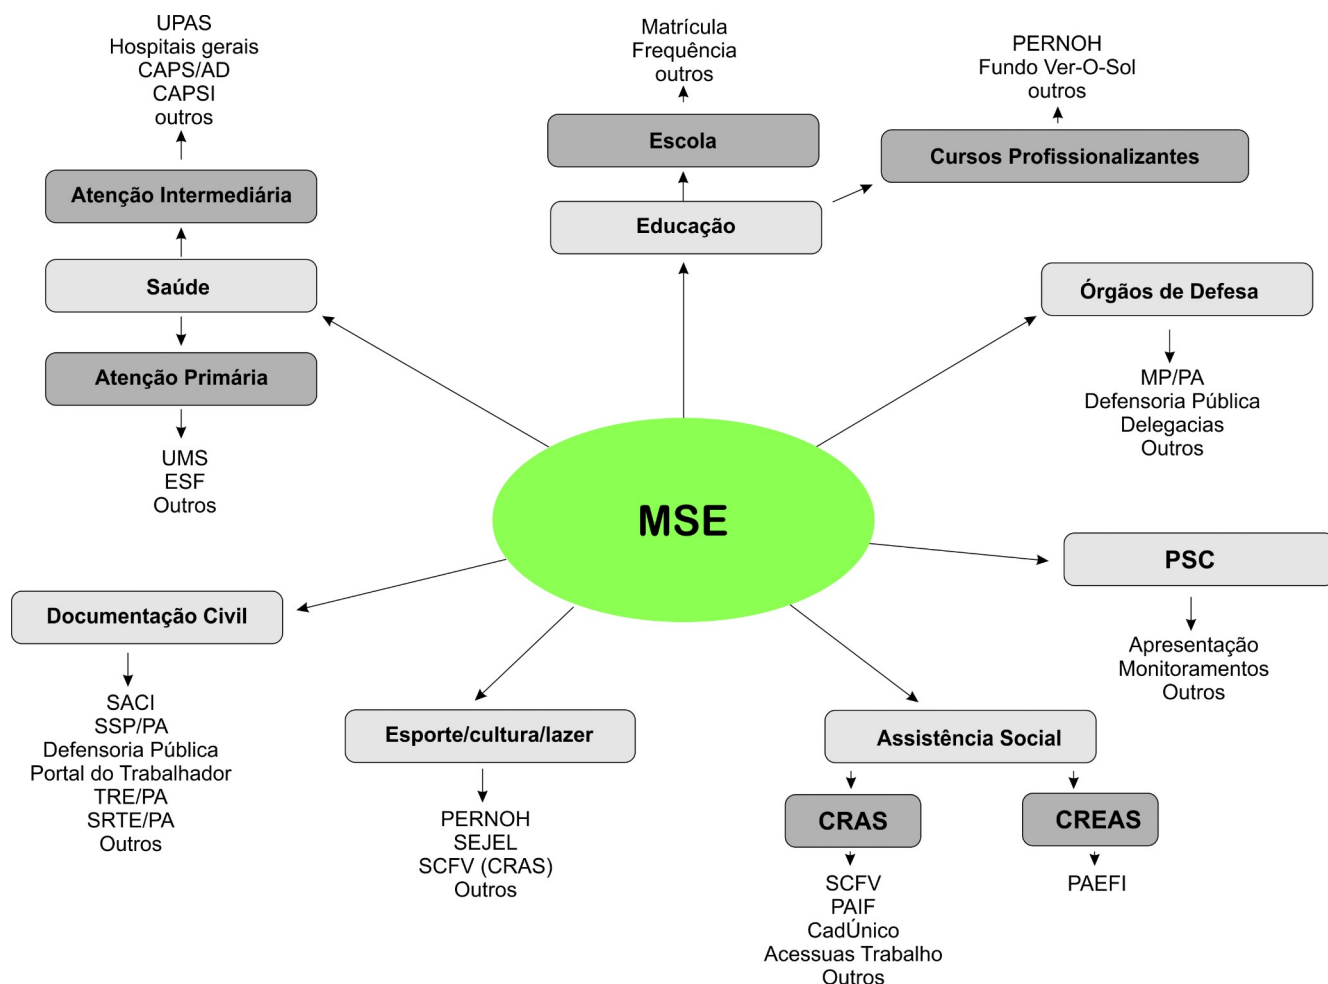 UPAS
Hospitais gerais
CAPS/AD
CAPSI
outros
Atenção Intermediária
Saúde
Atenção Primária
UMS
ESF
Outros
Matrícula
Frequência
outros
Escola
Educação
PERNOH
Fundo Ver-O-Sol
outros
Cursos Profissionalizantes
Órgãos de Defesa
MP/PA
Defensoria Pública
Delegacias
Outros
MSE
PSC
Apresentação
Monitoramentos
Outros
Documentação Civil
SACI
SSP/PA
Defensoria Pública
Portal do Trabalhador
TRE/PA
SRTE/PA
Outros
Esporte/cultura/lazer
PERNOH
SEJEL
SCFV (CRAS)
Outros
Assistência Social
CRAS
SCFV
PAIF
CadÚnico
Acessuas Trabalho
Outros
CREAS
PAEFI